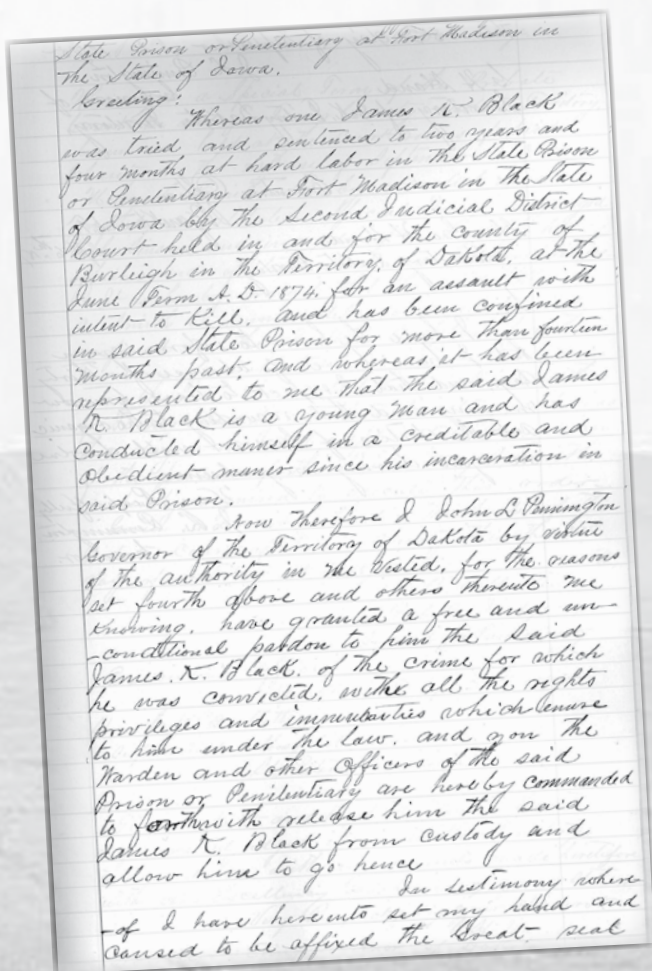 State Prison or Penetentiary at Fort Madison in
the State of Iowa.
Greeting:
Whereas one James K. Black
was tried and sentenced to two years and
four months at hard labor in the State Prison
or Penetentiary at Fort Madison in the State
of Iowa by the Second Judicial District
Court held in and for the county of
Burleigh in the Territory, of Dakota, at the
June Term A.D. 1874, for an assault with
intent to Kill, and has been confined
in said State Prison for more than fourteen
months past, and whereas it has been
represented to me that the said James
K. Black is a young man and has
conducted himself in a creditable and
obedient maner since his incarceration in
said Prison.
Now Therefore I John L Pennington
Governor of the Territory of Dakota by virtue
of the authority in me Vested, for the reasons
set fourth above and others thereunto me
Knowing, have granted a free and un-
-conditional pardon to him the said
James, K. Black, of the crime for which
he was convicted, with all the rights
privileges and immunities which enure
to him under the law, and you the
Warden and other Officers of the said
Prison or Penitentiary are hereby commanded
to forthwith release him the said
James K. Black from custody and
allow him to go hence
In testimony where-
-of I have hereunto set my hand and
caused to be affixed the Great seal